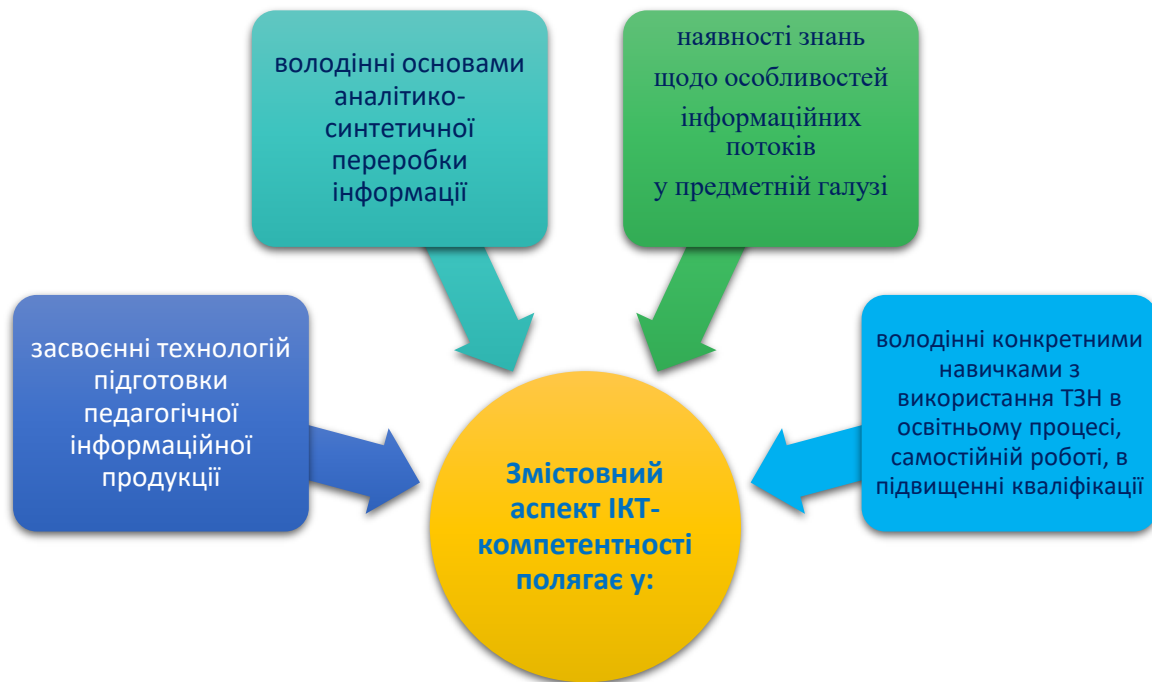 володінні основами
аналітико-
синтетичної
переробки
інформації
наявності знань
щодо особливостей
інформаційних
потоків
у предметній галузі
засвоєнні технологій
підготовки
педагогічної
інформаційної
продукції
володінні конкретними
навичками з
використання ТЗН в
освітньому процесі,
самостійній роботі, в
підвищенні кваліфікації
Змістовний
аспект ІКТ-
компетентності
полягає у: